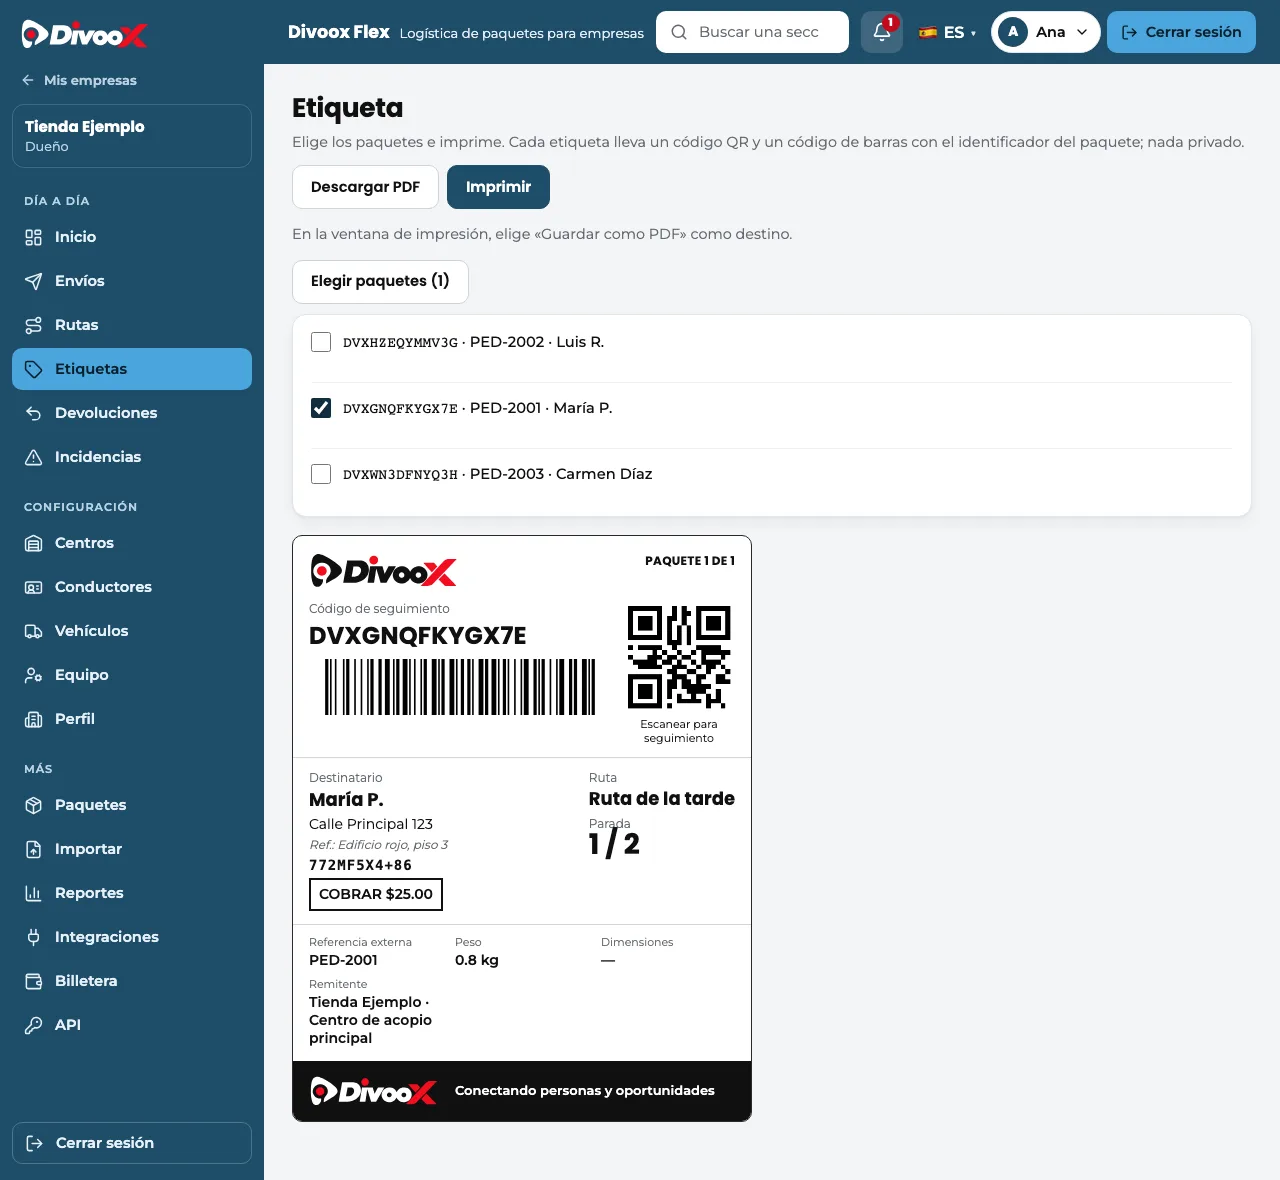 DivooX
Divoox Flex Logística de paquetes para empresas
Buscar una secc
1
ES
A Ana
Cerrar sesión
Mis empresas
Tienda Ejemplo
Dueño
DÍA A DÍA
Inicio
Envíos
Rutas
Etiquetas
Devoluciones
Incidencias
CONFIGURACIÓN
Centros
Conductores
Vehículos
Equipo
Perfil
MÁS
Paquetes
Importar
Reportes
Integraciones
Billetera
API
Cerrar sesión
Etiqueta
Elige los paquetes e imprime. Cada etiqueta lleva un código QR y un código de barras con el identificador del paquete; nada privado.
Descargar PDF
Imprimir
En la ventana de impresión, elige «Guardar como PDF» como destino.
Elegir paquetes (1)
DVXHZEQYMMV3G · PED-2002 · Luis R.
DVXGNQFKYGX7E · PED-2001 · María P.
DVXWN3DFNYQ3H · PED-2003 · Carmen Díaz
DivooX
PAQUETE 1 DE 1
Código de seguimiento
DVXGNQFKYGX7E
Escanear para
seguimiento
Destinatario
María P.
Calle Principal 123
Ref.: Edificio rojo, piso 3
772MF5X4+86
COBRAR $25.00
Ruta
Ruta de la tarde
Parada
1 / 2
Referencia externa
PED-2001
Peso
0.8 kg
Dimensiones
—
Remitente
Tienda Ejemplo ·
Centro de acopio
principal
DivooX
Conectando personas y oportunidades